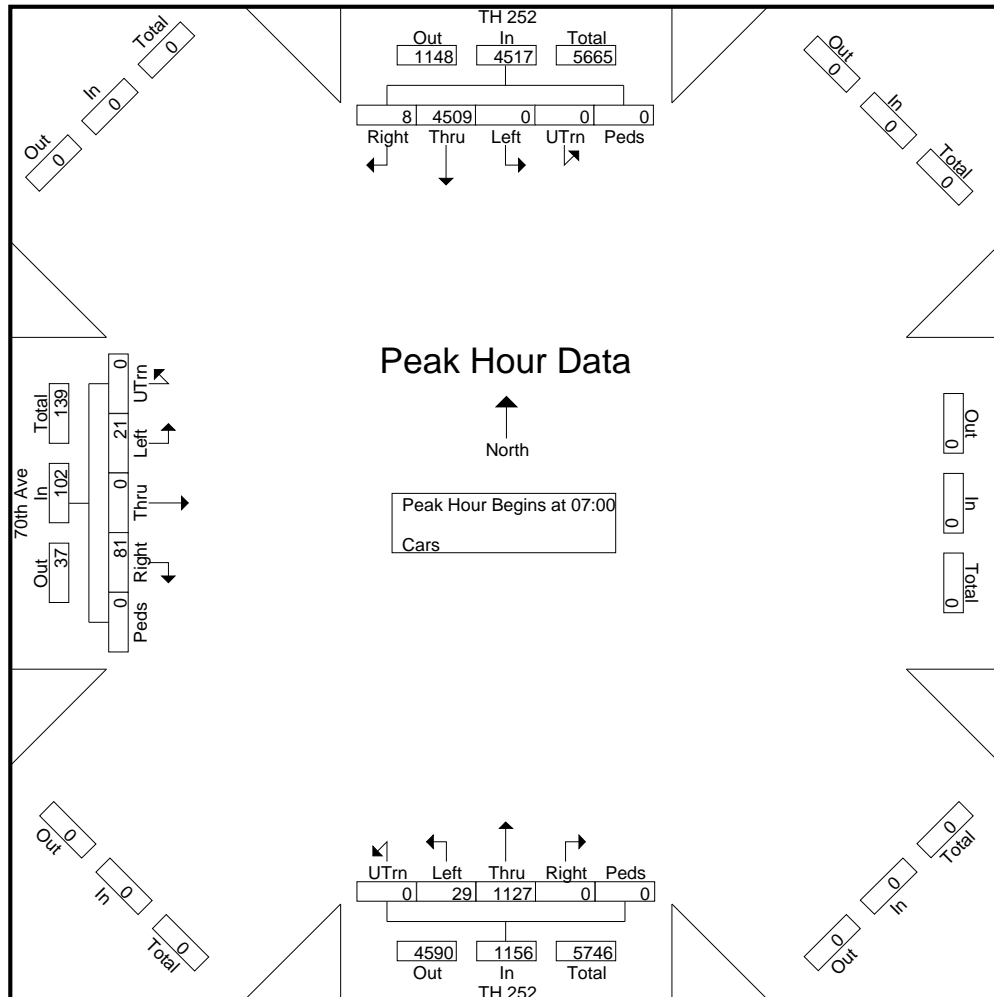 TH 252
Out In Total
1148 4517 5665
8 4509 0 0 0
Right Thru Left UTrn Peds
Total
0
In
0
Out
0
Out
0
In
0
Total
0
Peak Hour Data
North
Peak Hour Begins at 07:00
Cars
70th Ave
Out In Total
37 102 139
0 81 0 21 0
Peds Right Thru Left UTrn
Out
0
In
0
Total
0
Out
0
In
0
Total
0
Total
0
In
0
Out
0
UTrn Left Thru Right Peds
0 29 1127 0 0
4590 1156 5746
Out In Total
TH 252